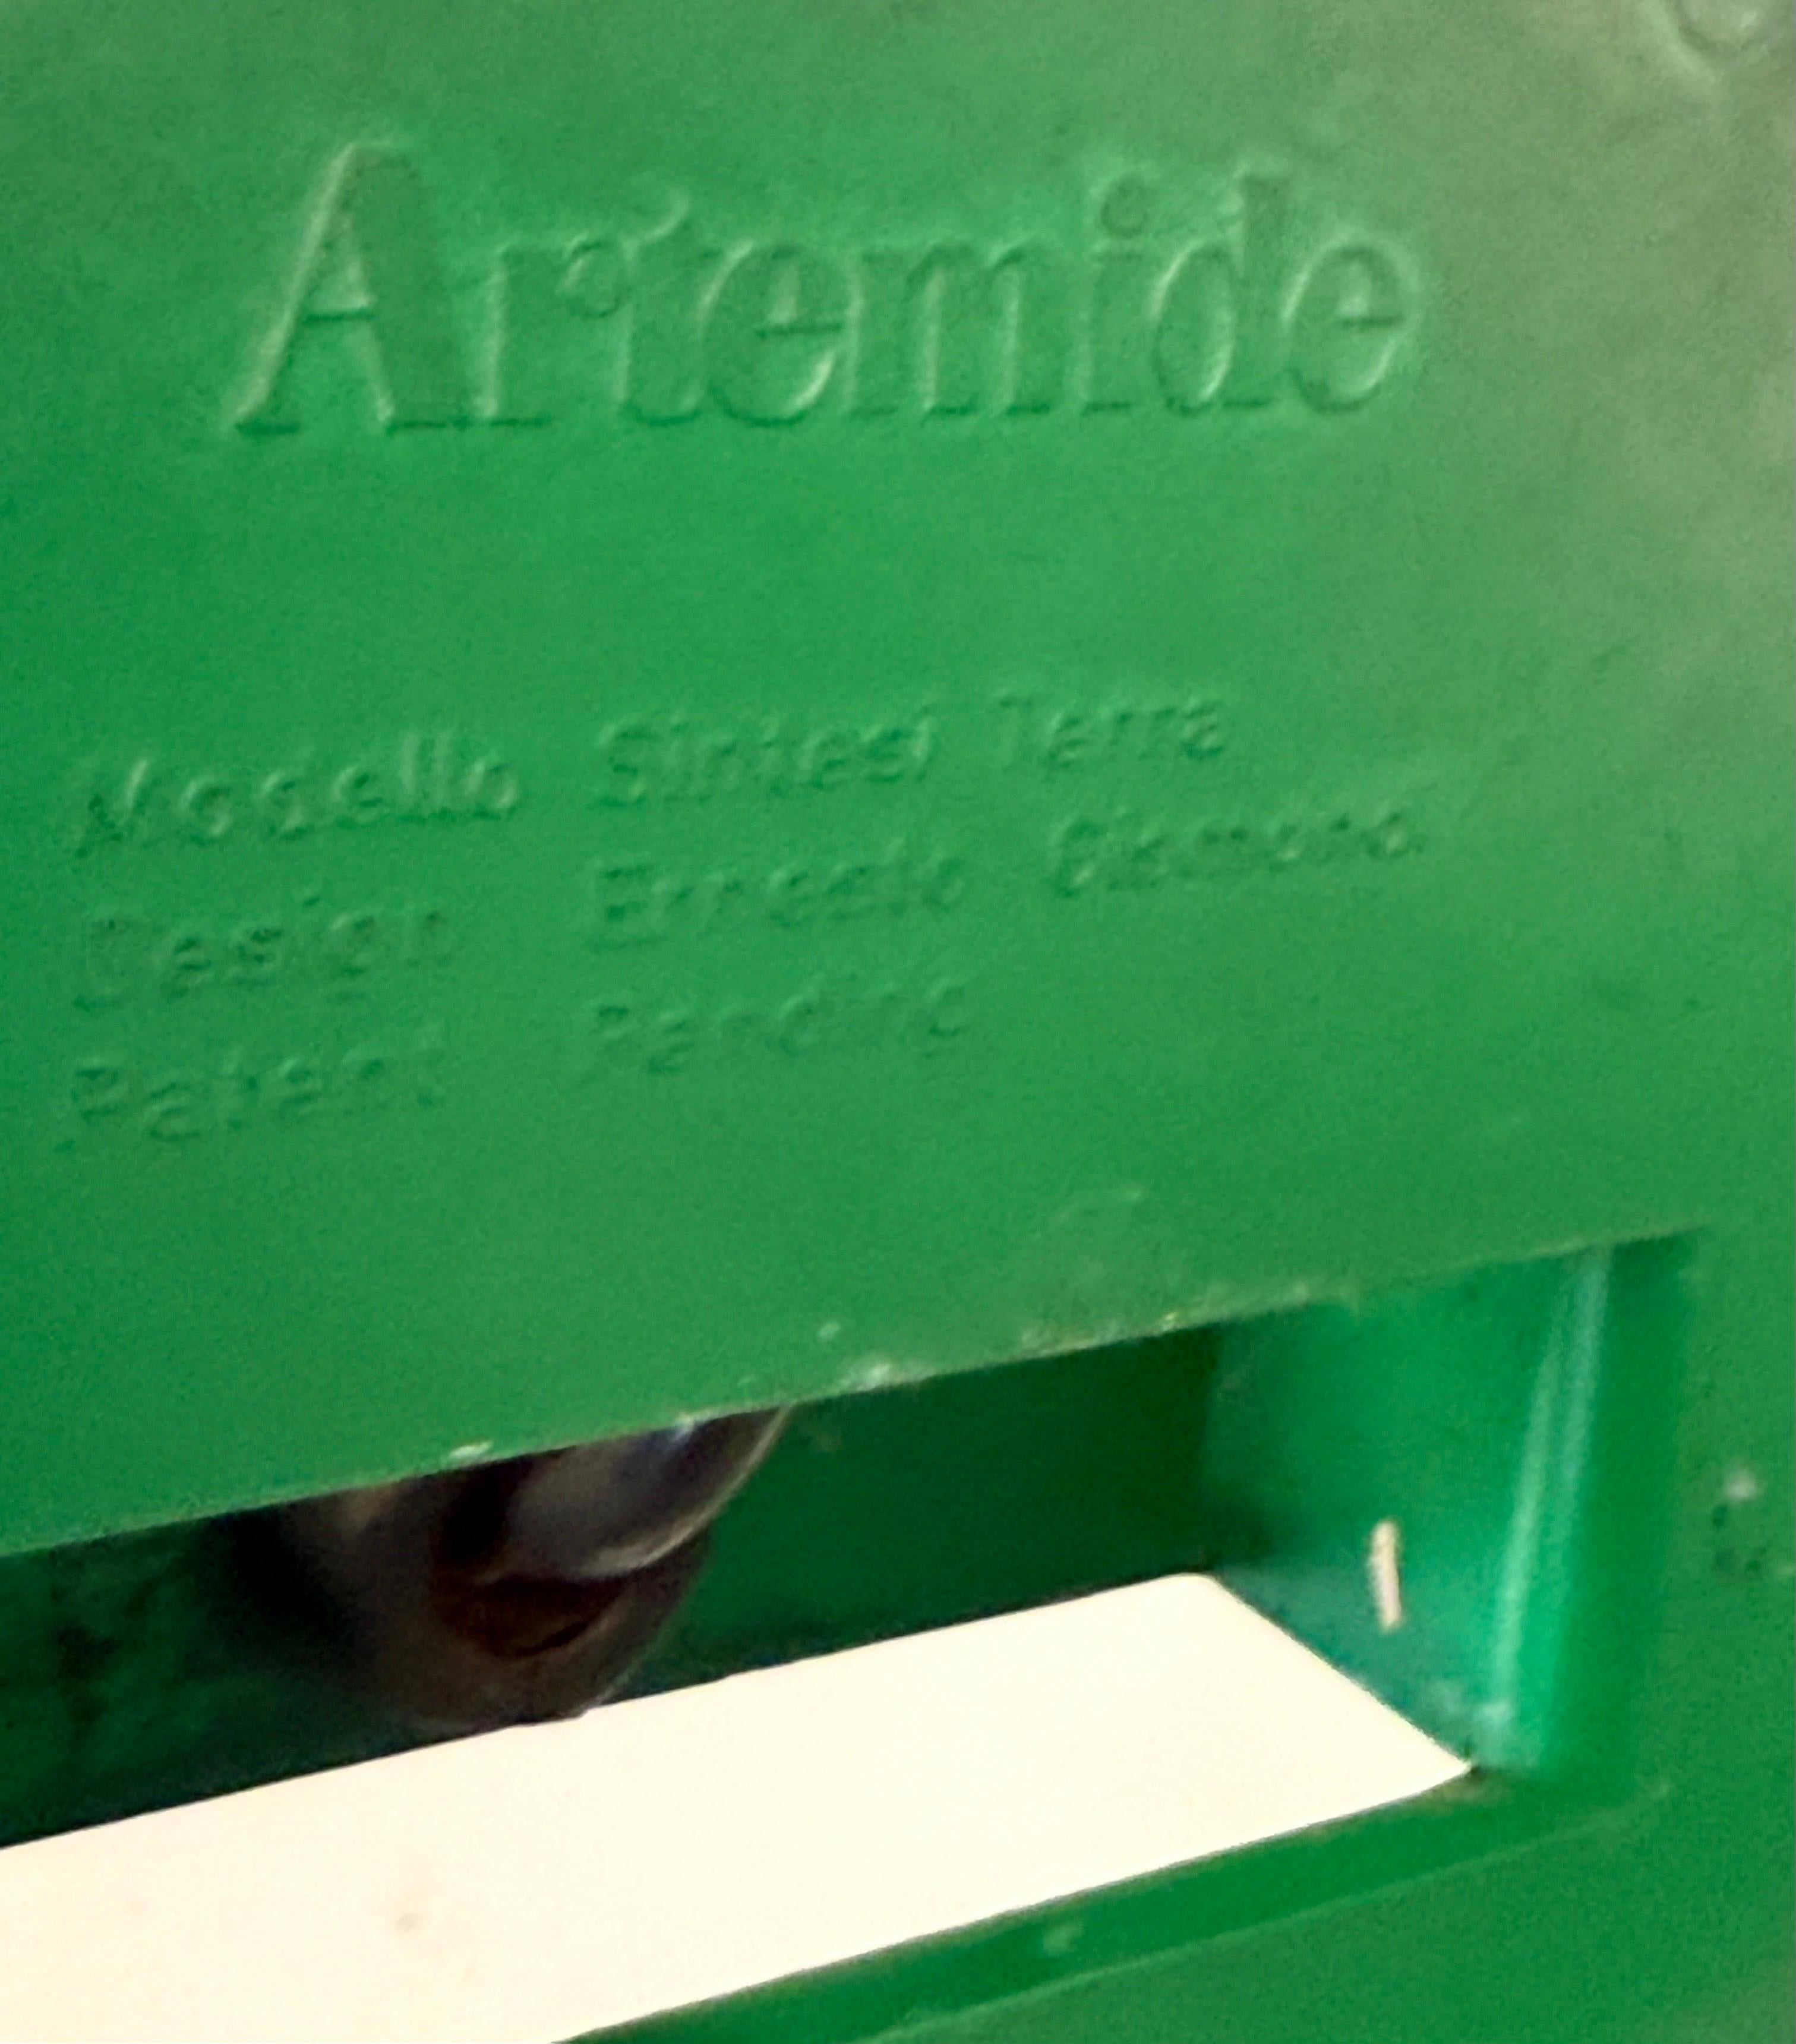 Artemide
Modello Sintesi Terra
Design Ernesto Gismondi
Patent Pending